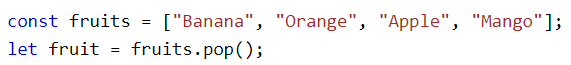 const fruits = ["Banana", "Orange", "Apple", "Mango"];
let fruit = fruits.pop();